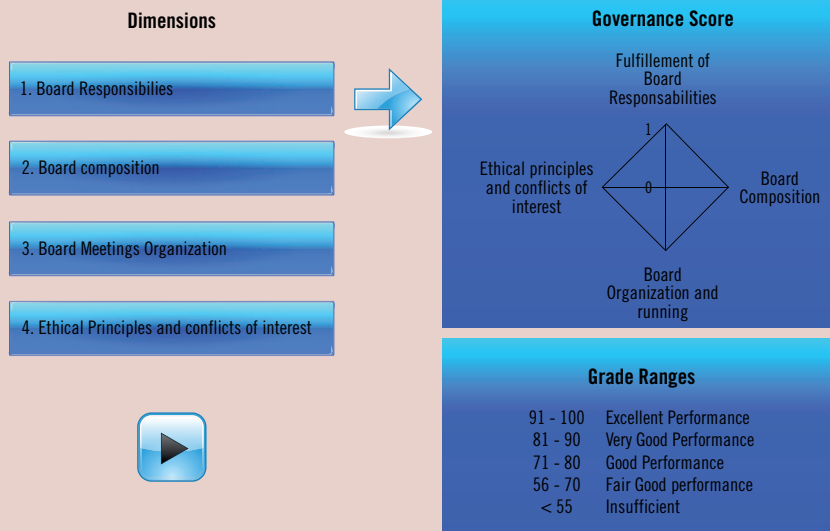 Dimensions
1. Board Responsibilies
2. Board composition
3. Board Meetings Organization
4. Ethical Principles and conflicts of interest
Governance Score
Fulfillement of
Board
Responsabilities
1
Ethical principles
and conflicts of
interest
0
Board
Composition
Board
Organization and
running
Grade Ranges
91 - 100 Excellent Performance
81 - 90 Very Good Performance
71 - 80 Good Performance
56 - 70 Fair Good performance
< 55 Insufficient